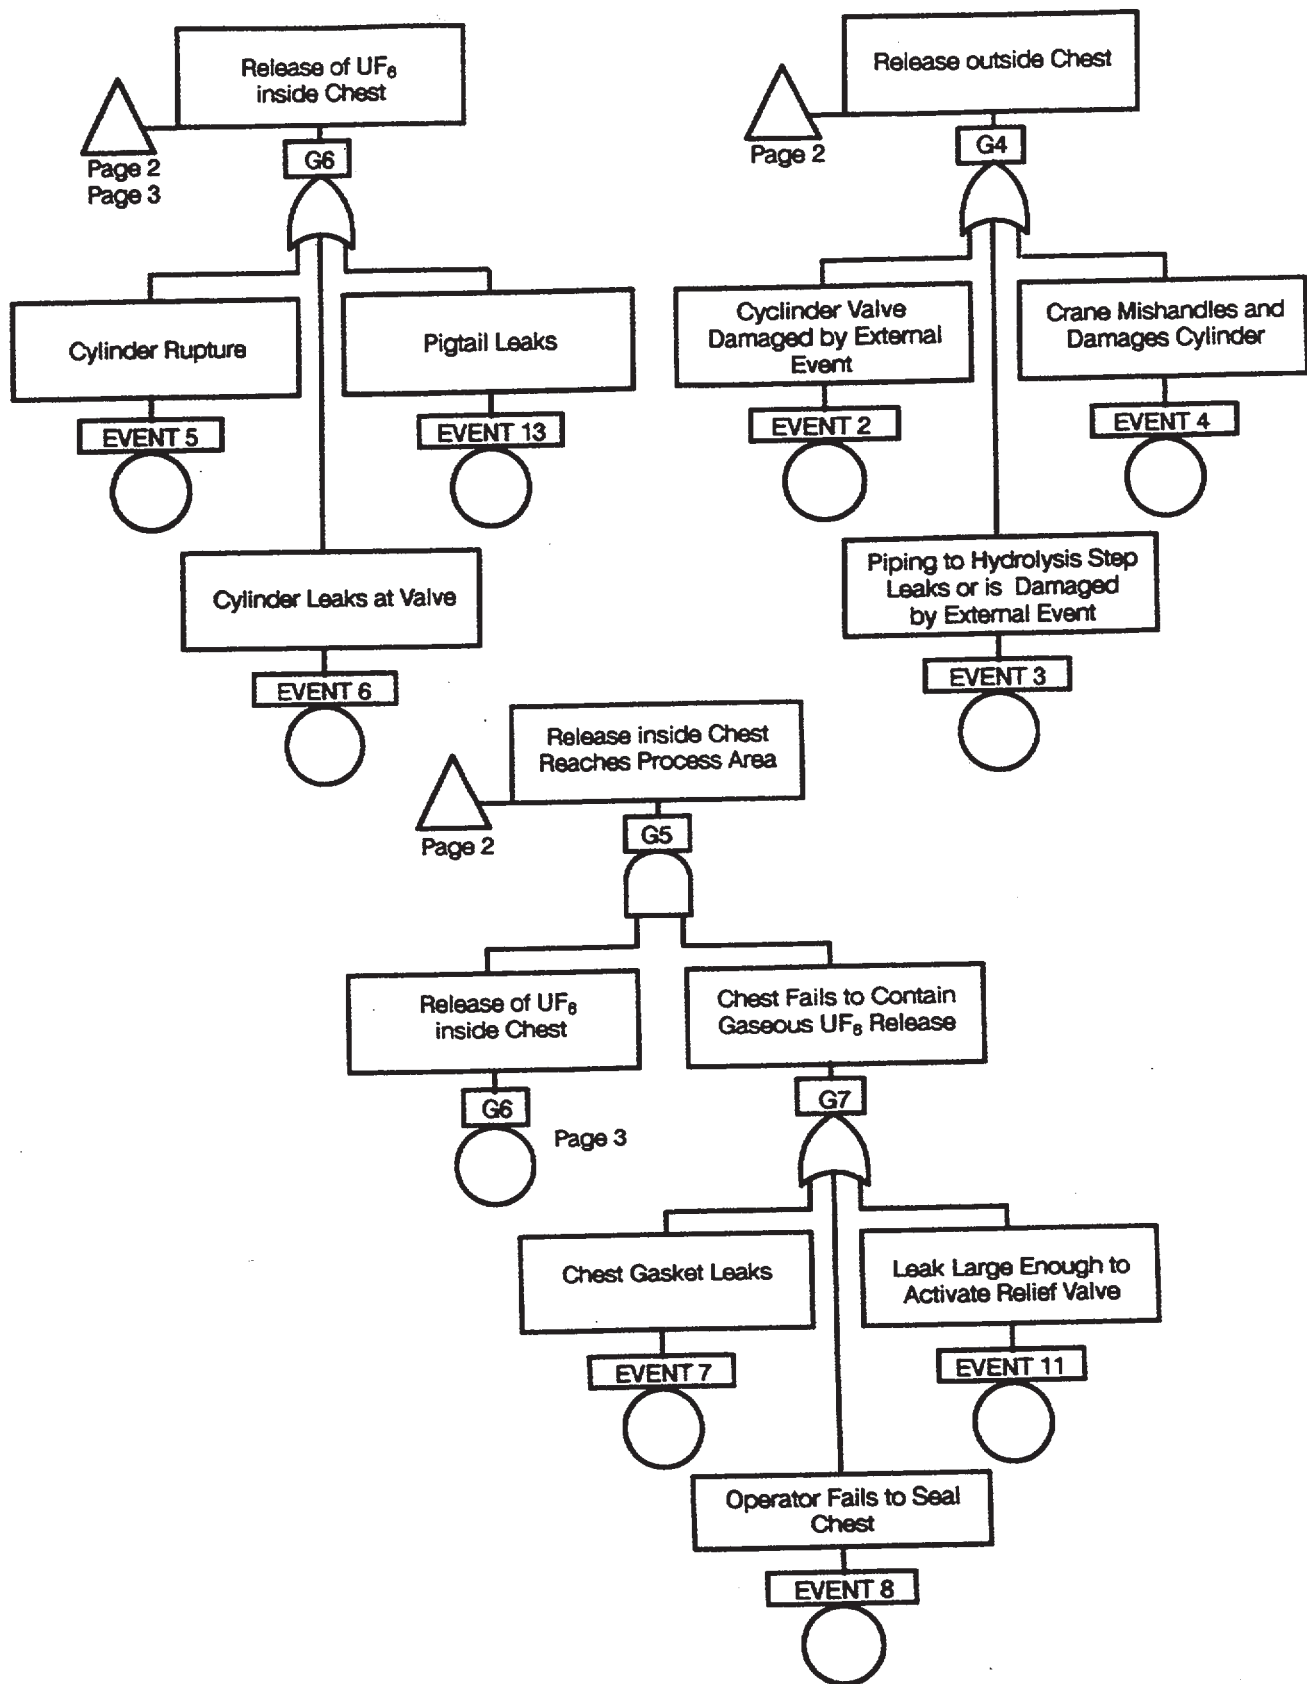 Release of UF₆
inside Chest
Page 2
Page 3
G6
Cylinder Rupture
EVENT 5
Pigtail Leaks
EVENT 13
Cylinder Leaks at Valve
EVENT 6
Release outside Chest
Page 2
G4
Cyclinder Valve
Damaged by External
Event
EVENT 2
Crane Mishandles and
Damages Cylinder
EVENT 4
Piping to Hydrolysis Step
Leaks or is Damaged
by External Event
EVENT 3
Release inside Chest
Reaches Process Area
Page 2
G5
Release of UF₆
inside Chest
G6
Page 3
Chest Fails to Contain
Gaseous UF₆ Release
G7
Chest Gasket Leaks
EVENT 7
Leak Large Enough to
Activate Relief Valve
EVENT 11
Operator Fails to Seal
Chest
EVENT 8